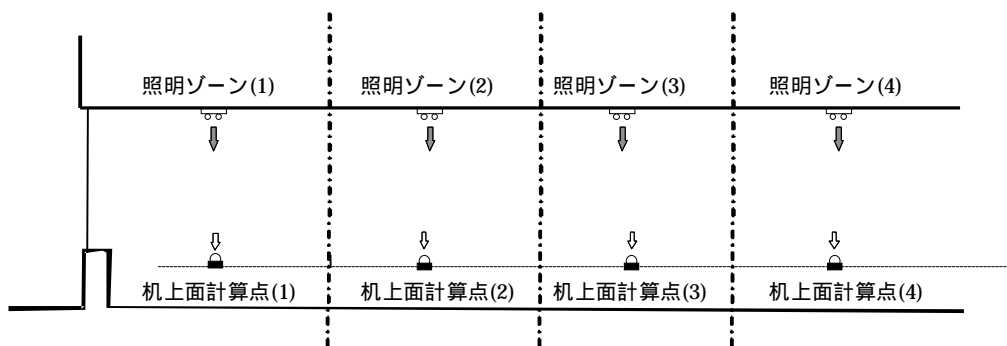 照明ゾーン(1)
照明ゾーン(2)
照明ゾーン(3)
照明ゾーン(4)
机上面計算点(1)
机上面計算点(2)
机上面計算点(3)
机上面計算点(4)